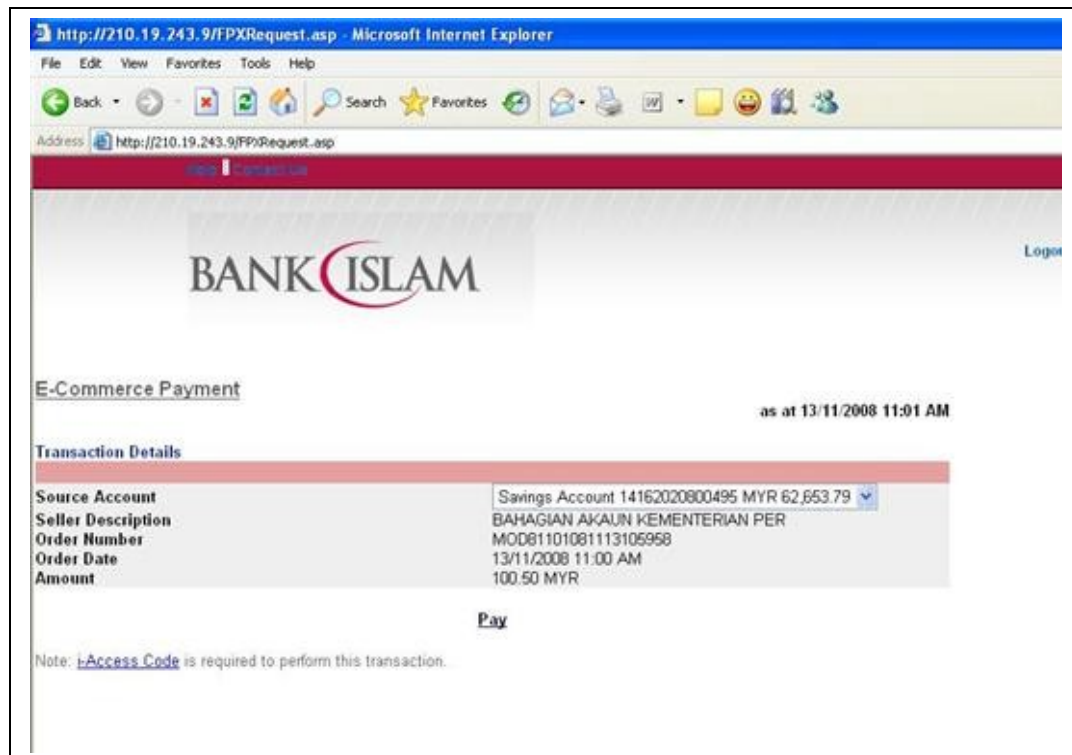 http://210.19.243.9/FPXRequest.asp - Microsoft Internet Explorer
File Edit View Favorites Tools Help
Back Search Favorites
Address http://210.19.243.9/FPXRequest.asp
Help Contact Us
BANK ISLAM
E-Commerce Payment
as at 13/11/2008 11:01 AM
Transaction Details
Source Account Savings Account 14162020800495 MYR 62,653.79
Seller Description BAHAGIAN AKAUN KEMENTERIAN PER
Order Number MOD81101081113105958
Order Date 13/11/2008 11:00 AM
Amount 100.50 MYR
Pay
Note: i-Access Code is required to perform this transaction.